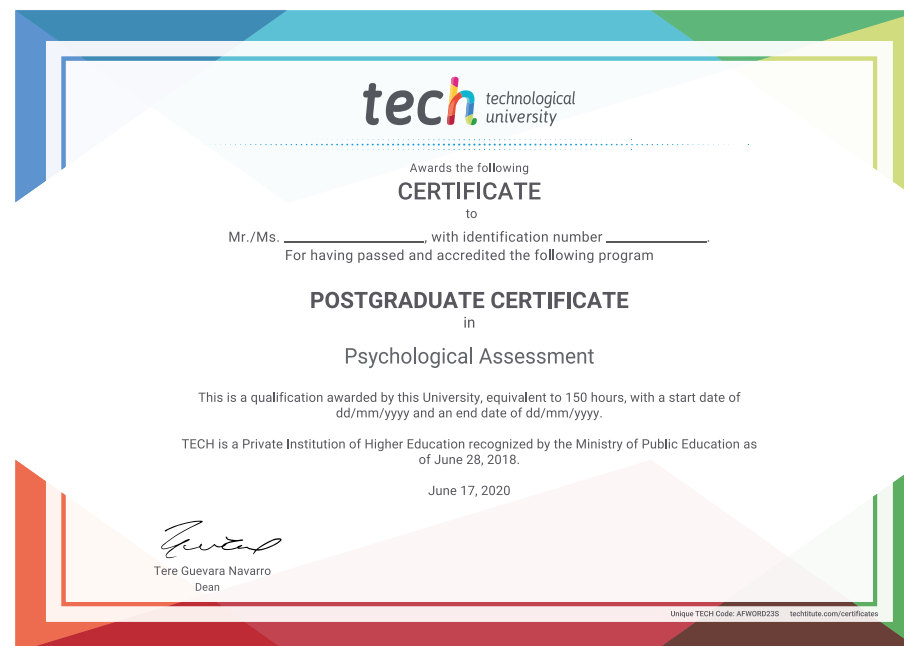 tech technological
university
Awards the following
CERTIFICATE
to
Mr./Ms. ____________________, with identification number ______________.
For having passed and accredited the following program
POSTGRADUATE CERTIFICATE
in
Psychological Assessment
This is a qualification awarded by this University, equivalent to 150 hours, with a start date of
dd/mm/yyyy and an end date of dd/mm/yyyy.
TECH is a Private Institution of Higher Education recognized by the Ministry of Public Education as
of June 28, 2018.
June 17, 2020
Tere Guevara Navarro
Dean
Unique TECH Code: AFWORD23S techtitute.com/certificates